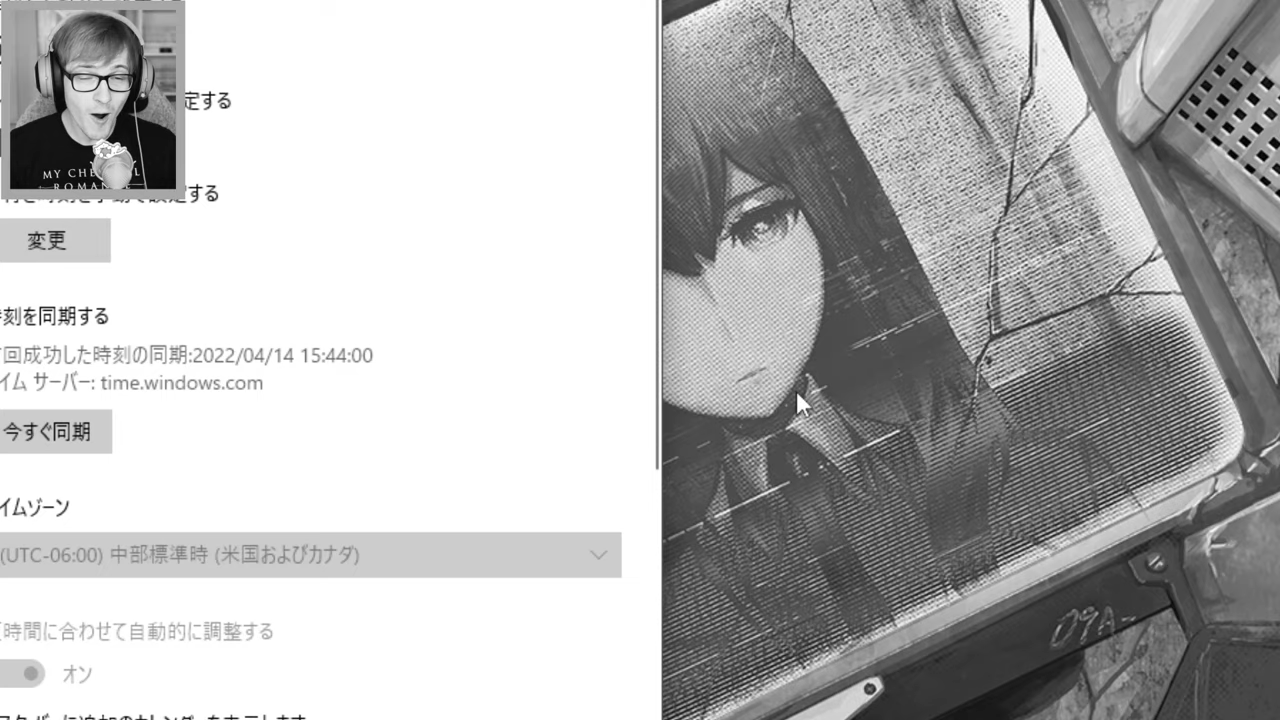 定する
する
変更
刻を同期する
回成功した時刻の同期:2022/04/14 15:44:00
イム サーバー: time.windows.com
今すぐ同期
イムゾーン
(UTC-06:00) 中部標準時 (米国およびカナダ)
時間に合わせて自動的に調整する
オン
MY CHE
ROMAN